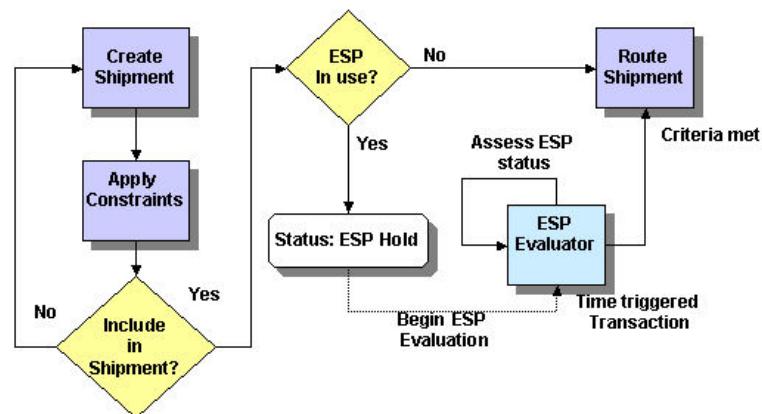 Create
Shipment
Apply
Constraints
Include
in
Shipment?
No
Yes
ESP
In use?
No
Yes
Status: ESP Hold
Begin ESP
Evaluation
Assess ESP
status
ESP
Evaluator
Time triggered
Transaction
Criteria met
Route
Shipment